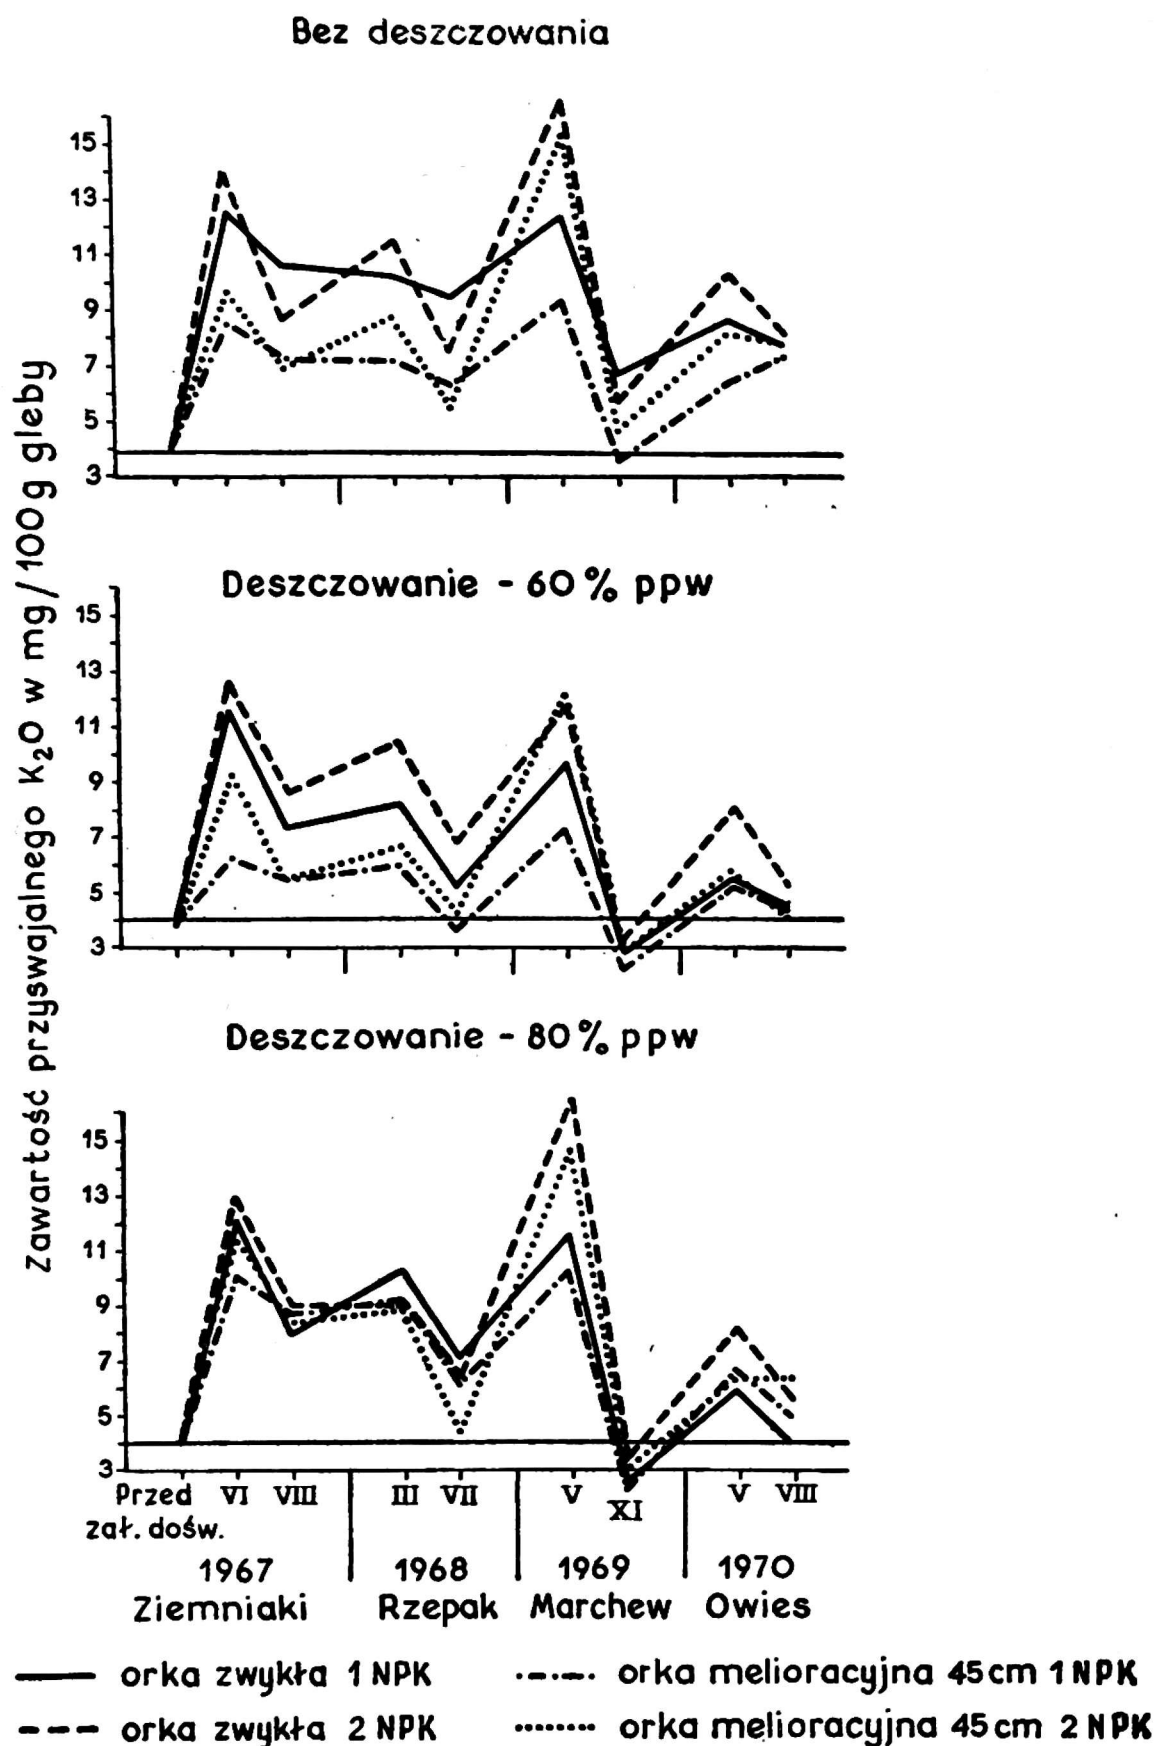 Bez deszczowania
15
13
11
9
7
5
3
Zawartość przyswajalnego K₂O w mg/100g gleby
Deszczowanie - 60% ppw
15
13
11
9
7
5
3
Deszczowanie - 80% ppw
15
13
11
9
7
5
3
Przed zał. dośw. VI VIII III VII V XI V VIII
1967 1968 1969 1970
Ziemniaki Rzepak Marchew Owies
orka zwykła 1 NPK orka melioracyjna 45cm 1 NPK
orka zwykła 2 NPK orka melioracyjna 45cm 2 NPK